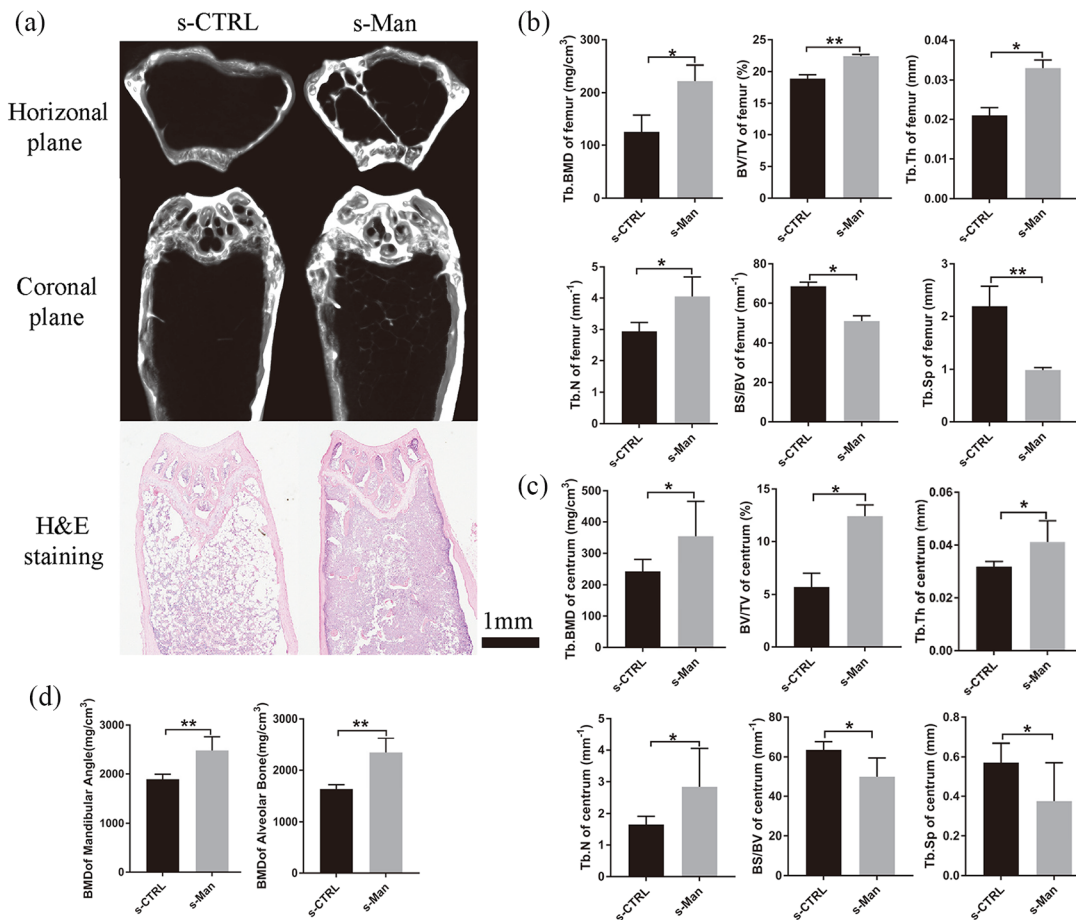 (a)
s-CTRL
s-Man
Horizonal
plane
Coronal
plane
H&E
staining
1mm
(b)
Tb.BMD of femur (mg/cm3)
300
200
100
0
*
s-CTRL
s-Man
BV/TV of femur (%)
25
20
15
10
5
0
**
s-CTRL
s-Man
Tb.Th of femur (mm)
0.04
0.03
0.02
0.01
0.00
*
s-CTRL
s-Man
Tb.N of femur (mm-1)
5
4
3
2
1
0
*
s-CTRL
s-Man
BS/BV of femur (mm-1)
80
60
40
20
0
*
s-CTRL
s-Man
Tb.Sp of femur (mm)
3
2
1
0
**
s-CTRL
s-Man
(c)
Tb.BMD of centrum (mg/cm3)
500
400
300
200
100
0
*
s-CTRL
s-Man
BV/TV of centrum (%)
15
10
5
0
*
s-CTRL
s-Man
Tb.Th of centrum (mm)
0.06
0.04
0.02
0.00
*
s-CTRL
s-Man
Tb.N of centrum (mm-1)
5
4
3
2
1
0
*
s-CTRL
s-Man
BS/BV of centrum (mm-1)
80
60
40
20
0
*
s-CTRL
s-Man
Tb.Sp of centrum (mm)
0.8
0.6
0.4
0.2
0.0
*
s-CTRL
s-Man
(d)
BMDof Mandibular Angle(mg/cm3)
3000
2000
1000
0
**
s-CTRL
s-Man
BMDof Alveolar Bone(mg/cm3)
3000
2000
1000
0
**
s-CTRL
s-Man